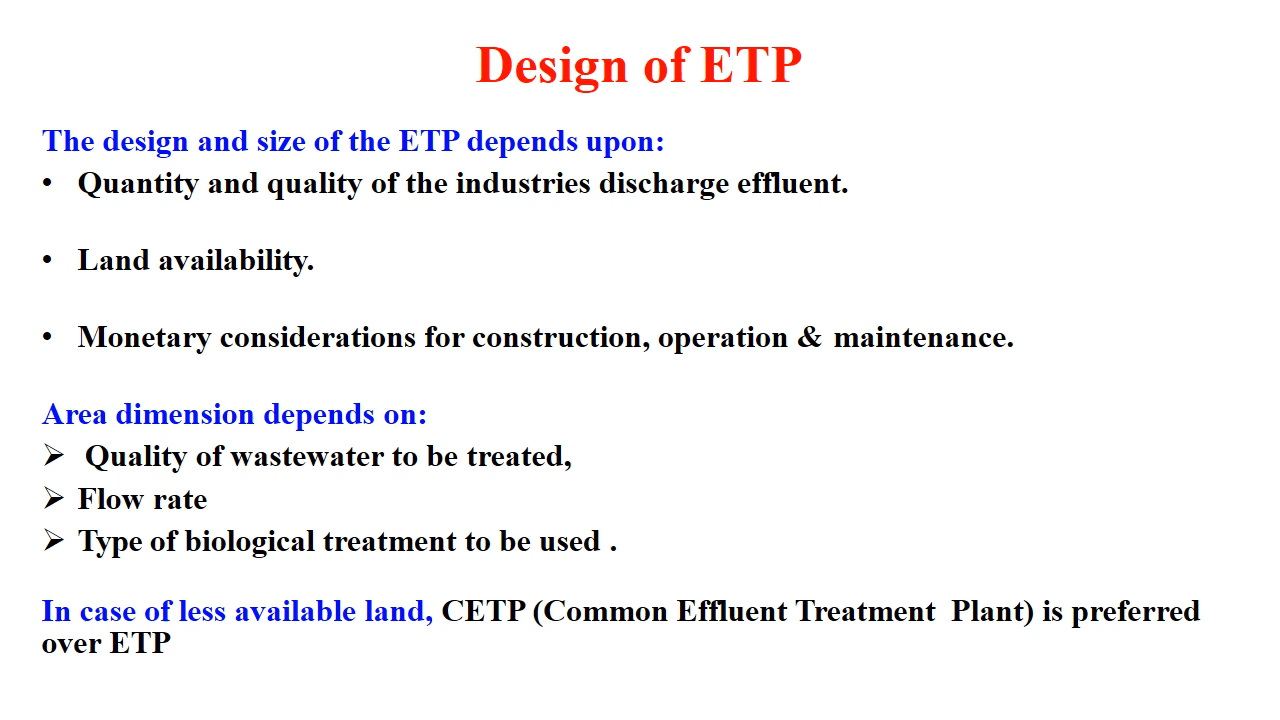 Design of ETP
The design and size of the ETP depends upon:
• Quantity and quality of the industries discharge effluent.
• Land availability.
• Monetary considerations for construction, operation & maintenance.
Area dimension depends on:
➢ Quality of wastewater to be treated,
➢ Flow rate
➢ Type of biological treatment to be used .
In case of less available land, CETP (Common Effluent Treatment Plant) is preferred
over ETP